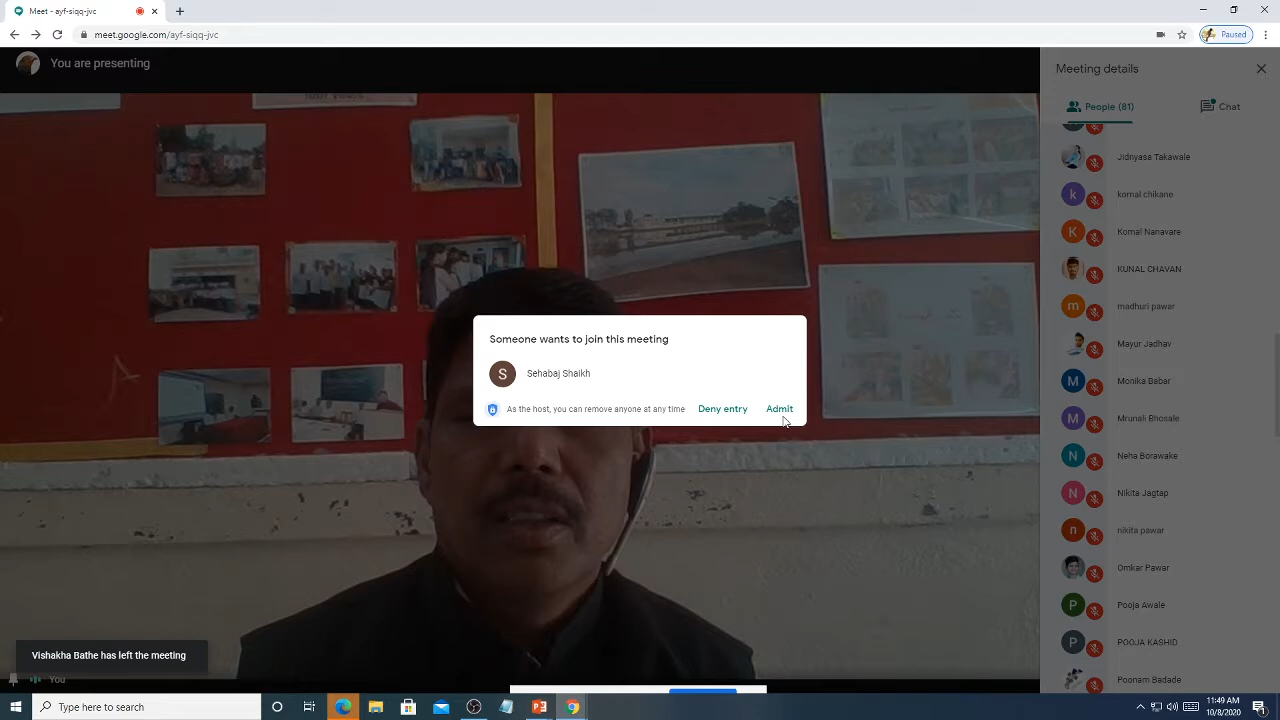 Meet - ayf-siqq-jvc
meet.google.com/ayf-siqq-jvc
Paused
You are presenting
Meeting details
People (81)
Chat
Jidnyasa Takawale
komal chikane
Komal Nanavare
KUNAL CHAVAN
madhuri pawar
Mayur Jadhav
Monika Babar
Mrunali Bhosale
Neha Borawake
Nikita Jagtap
nikita pawar
Omkar Pawar
Pooja Awale
POOJA KASHID
Poonam Badade
k
K
m
M
M
N
N
n
P
P
Someone wants to join this meeting
S
Sehabaj Shaikh
As the host, you can remove anyone at any time
Deny entry
Admit
Vishakha Bathe has left the meeting
You
Type here to search
11:49 AM
10/8/2020